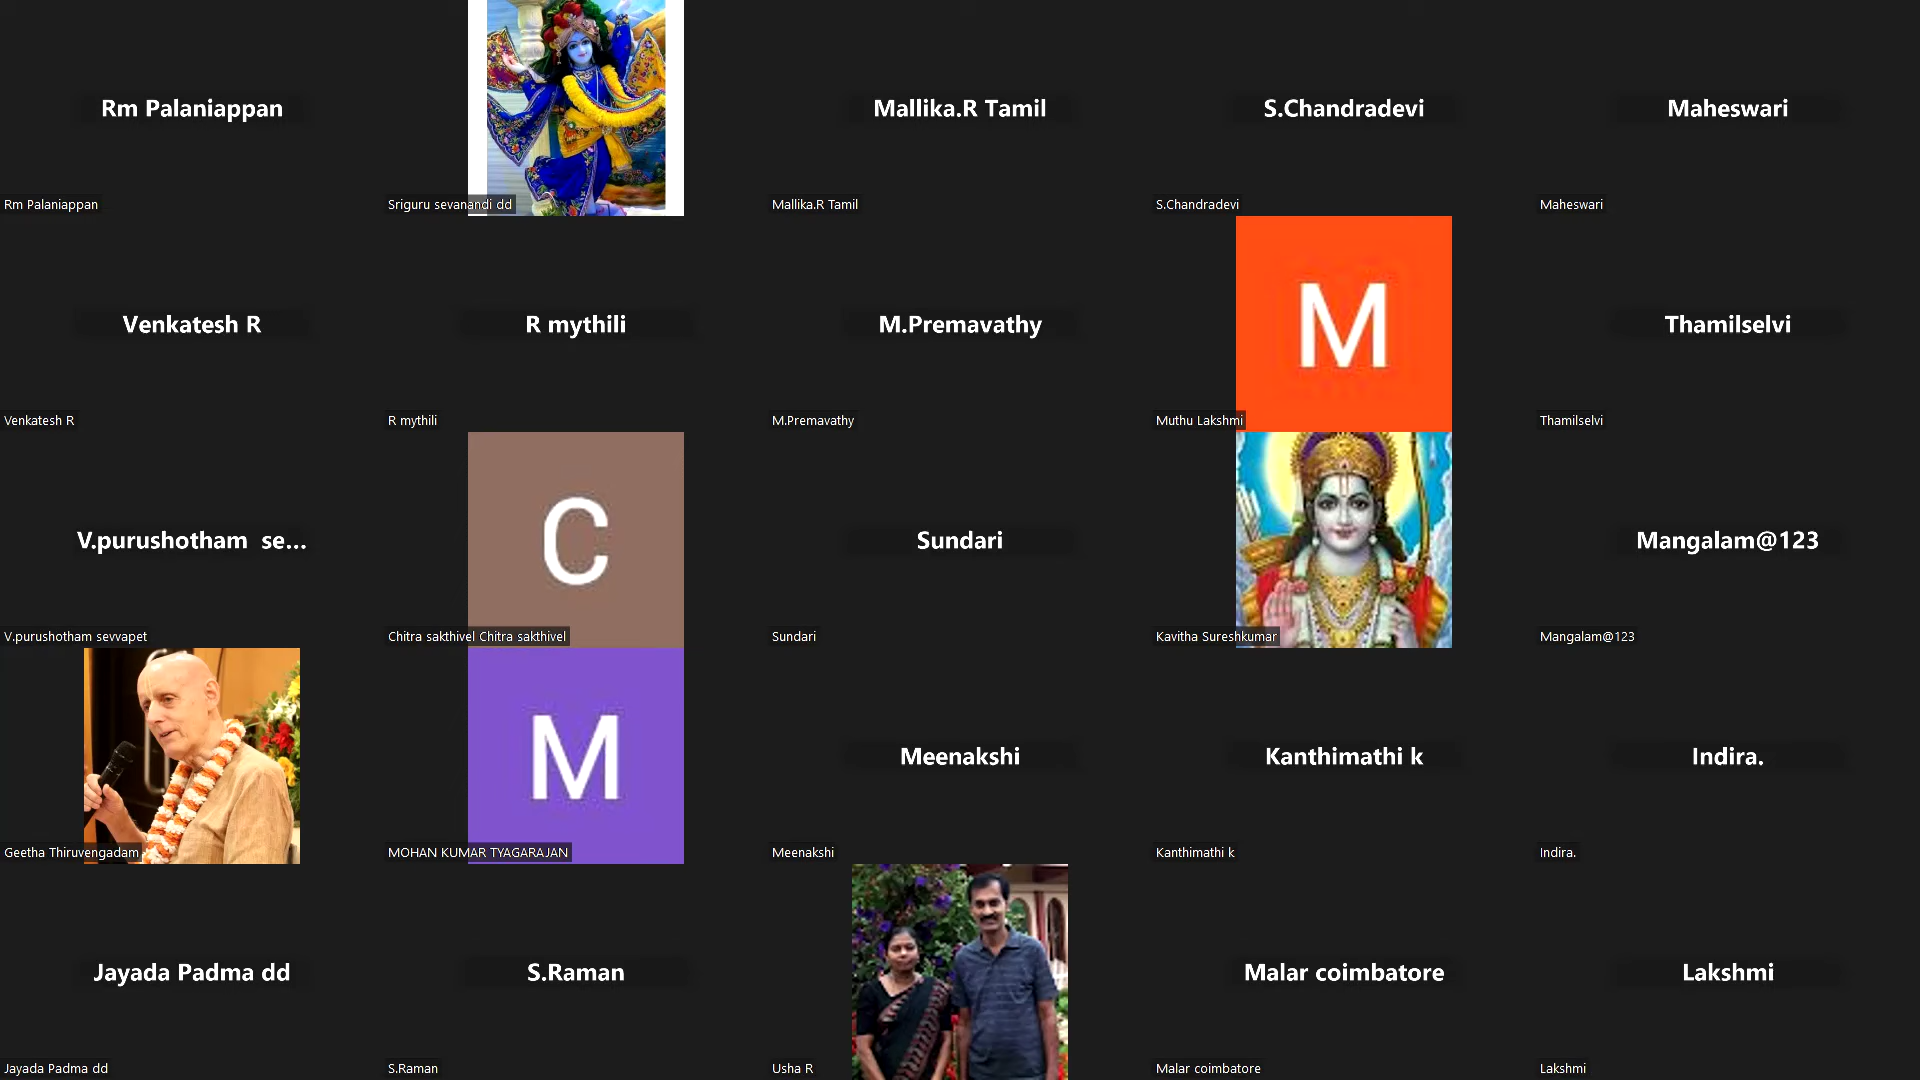 Rm Palaniappan
Mallika.R Tamil
S.Chandradevi
Maheswari
Rm Palaniappan
Sriguru sevanandi dd
Mallika.R Tamil
S.Chandradevi
Maheswari
Venkatesh R
R mythili
M.Premavathy
M
Thamilselvi
Venkatesh R
R mythili
M.Premavathy
Muthu Lakshmi
Thamilselvi
V.purushotham se...
C
Sundari
Mangalam@123
V.purushotham sevvapet
Chitra sakthivel Chitra sakthivel
Sundari
Kavitha Sureshkumar
Mangalam@123
M
Meenakshi
Kanthimathi k
Indira.
Geetha Thiruvengadam
MOHAN KUMAR TYAGARAJAN
Meenakshi
Kanthimathi k
Indira.
Jayada Padma dd
S.Raman
Malar coimbatore
Lakshmi
Jayada Padma dd
S.Raman
Usha R
Malar coimbatore
Lakshmi